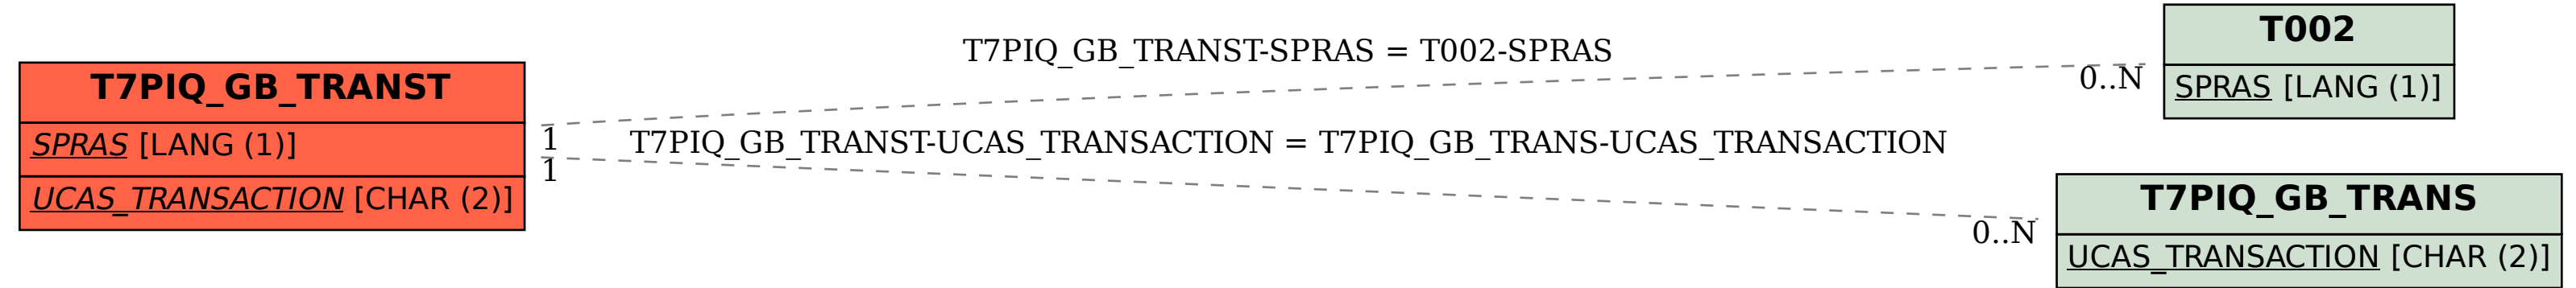 T7PIQ_GB_TRANST
SPRAS [LANG (1)]
UCAS_TRANSACTION [CHAR (2)]
T7PIQ_GB_TRANST-SPRAS = T002-SPRAS
1
0..N
T7PIQ_GB_TRANST-UCAS_TRANSACTION = T7PIQ_GB_TRANS-UCAS_TRANSACTION
1
0..N
T002
SPRAS [LANG (1)]
T7PIQ_GB_TRANS
UCAS_TRANSACTION [CHAR (2)]